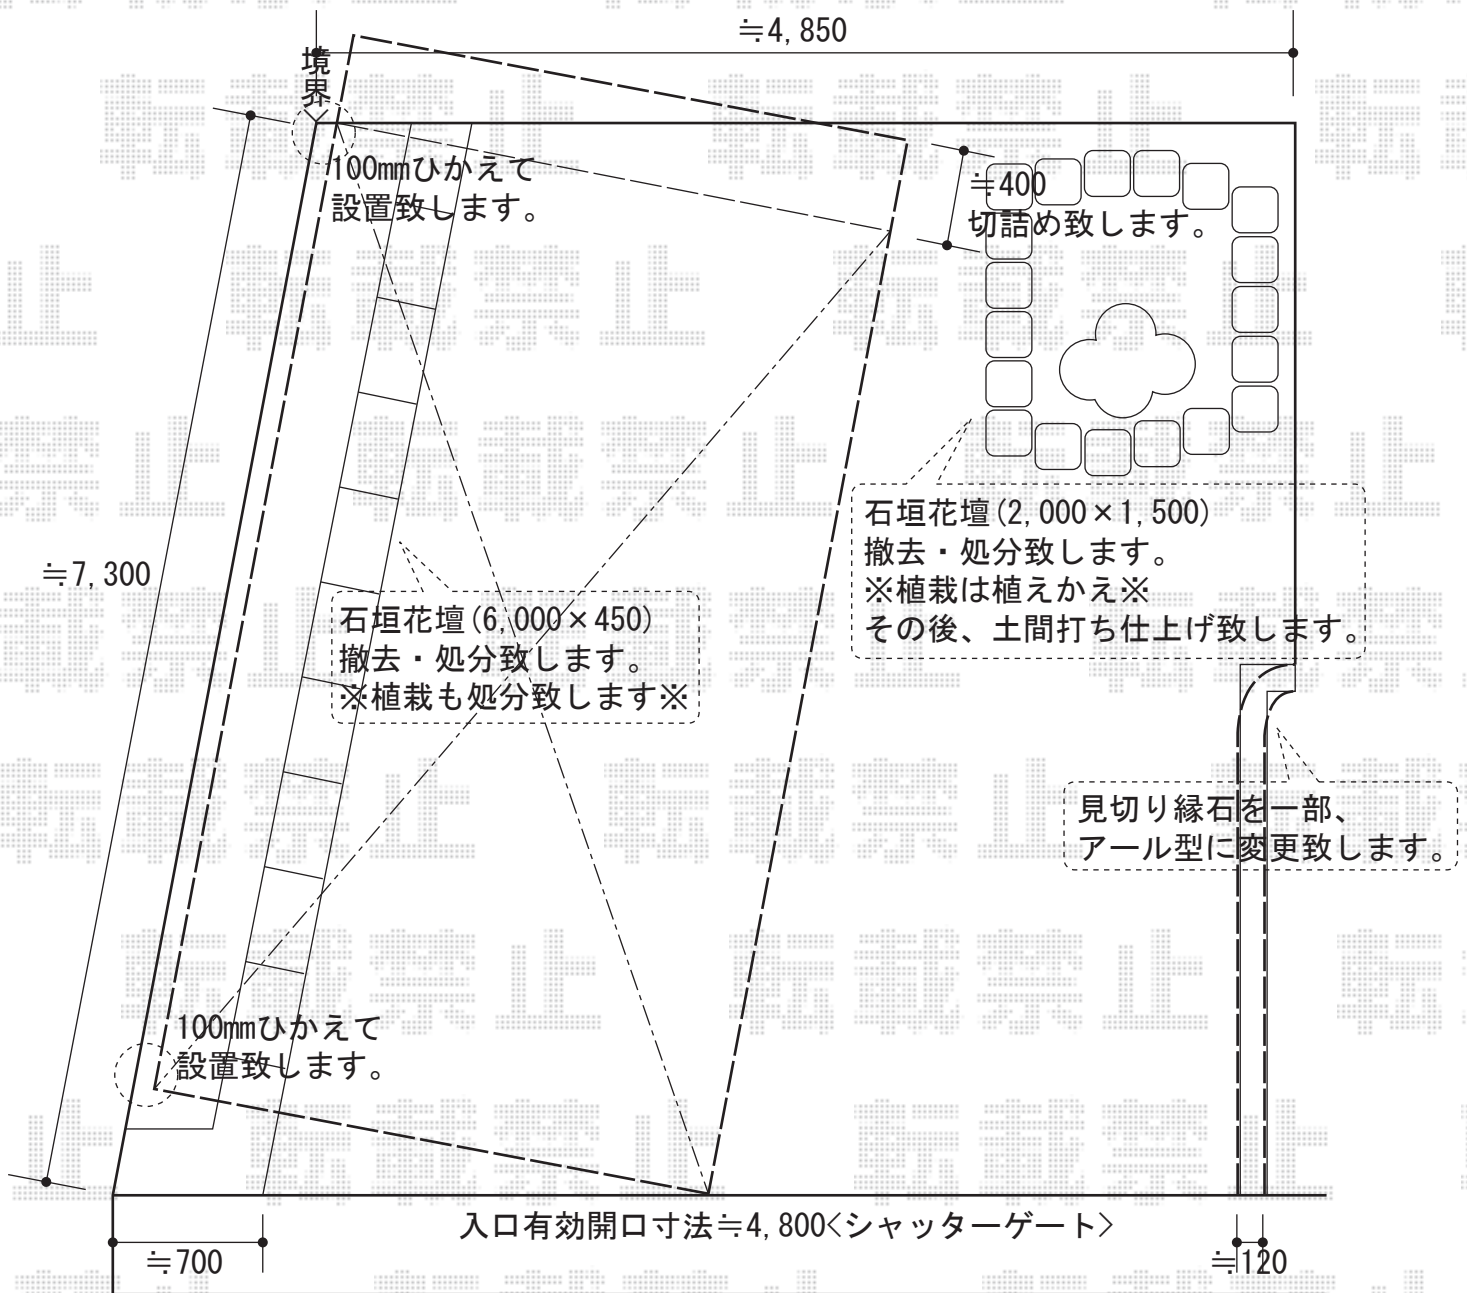 ≒4,850
境界
100mmひかえて
設置致します。
≒400
切詰め致します。
石垣花壇(2,000×1,500)
撤去・処分致します。
※植栽は植えかえ※
その後、土間打ち仕上げ致します。
≒7,300
石垣花壇(6,000×450)
撤去・処分致します。
※植栽も処分致します※
見切り縁石を一部、
アール型に変更致します。
100mmひかえて
設置致します。
入口有効開口寸法≒4,800<シャッターゲート>
≒700
≒120
転載禁止